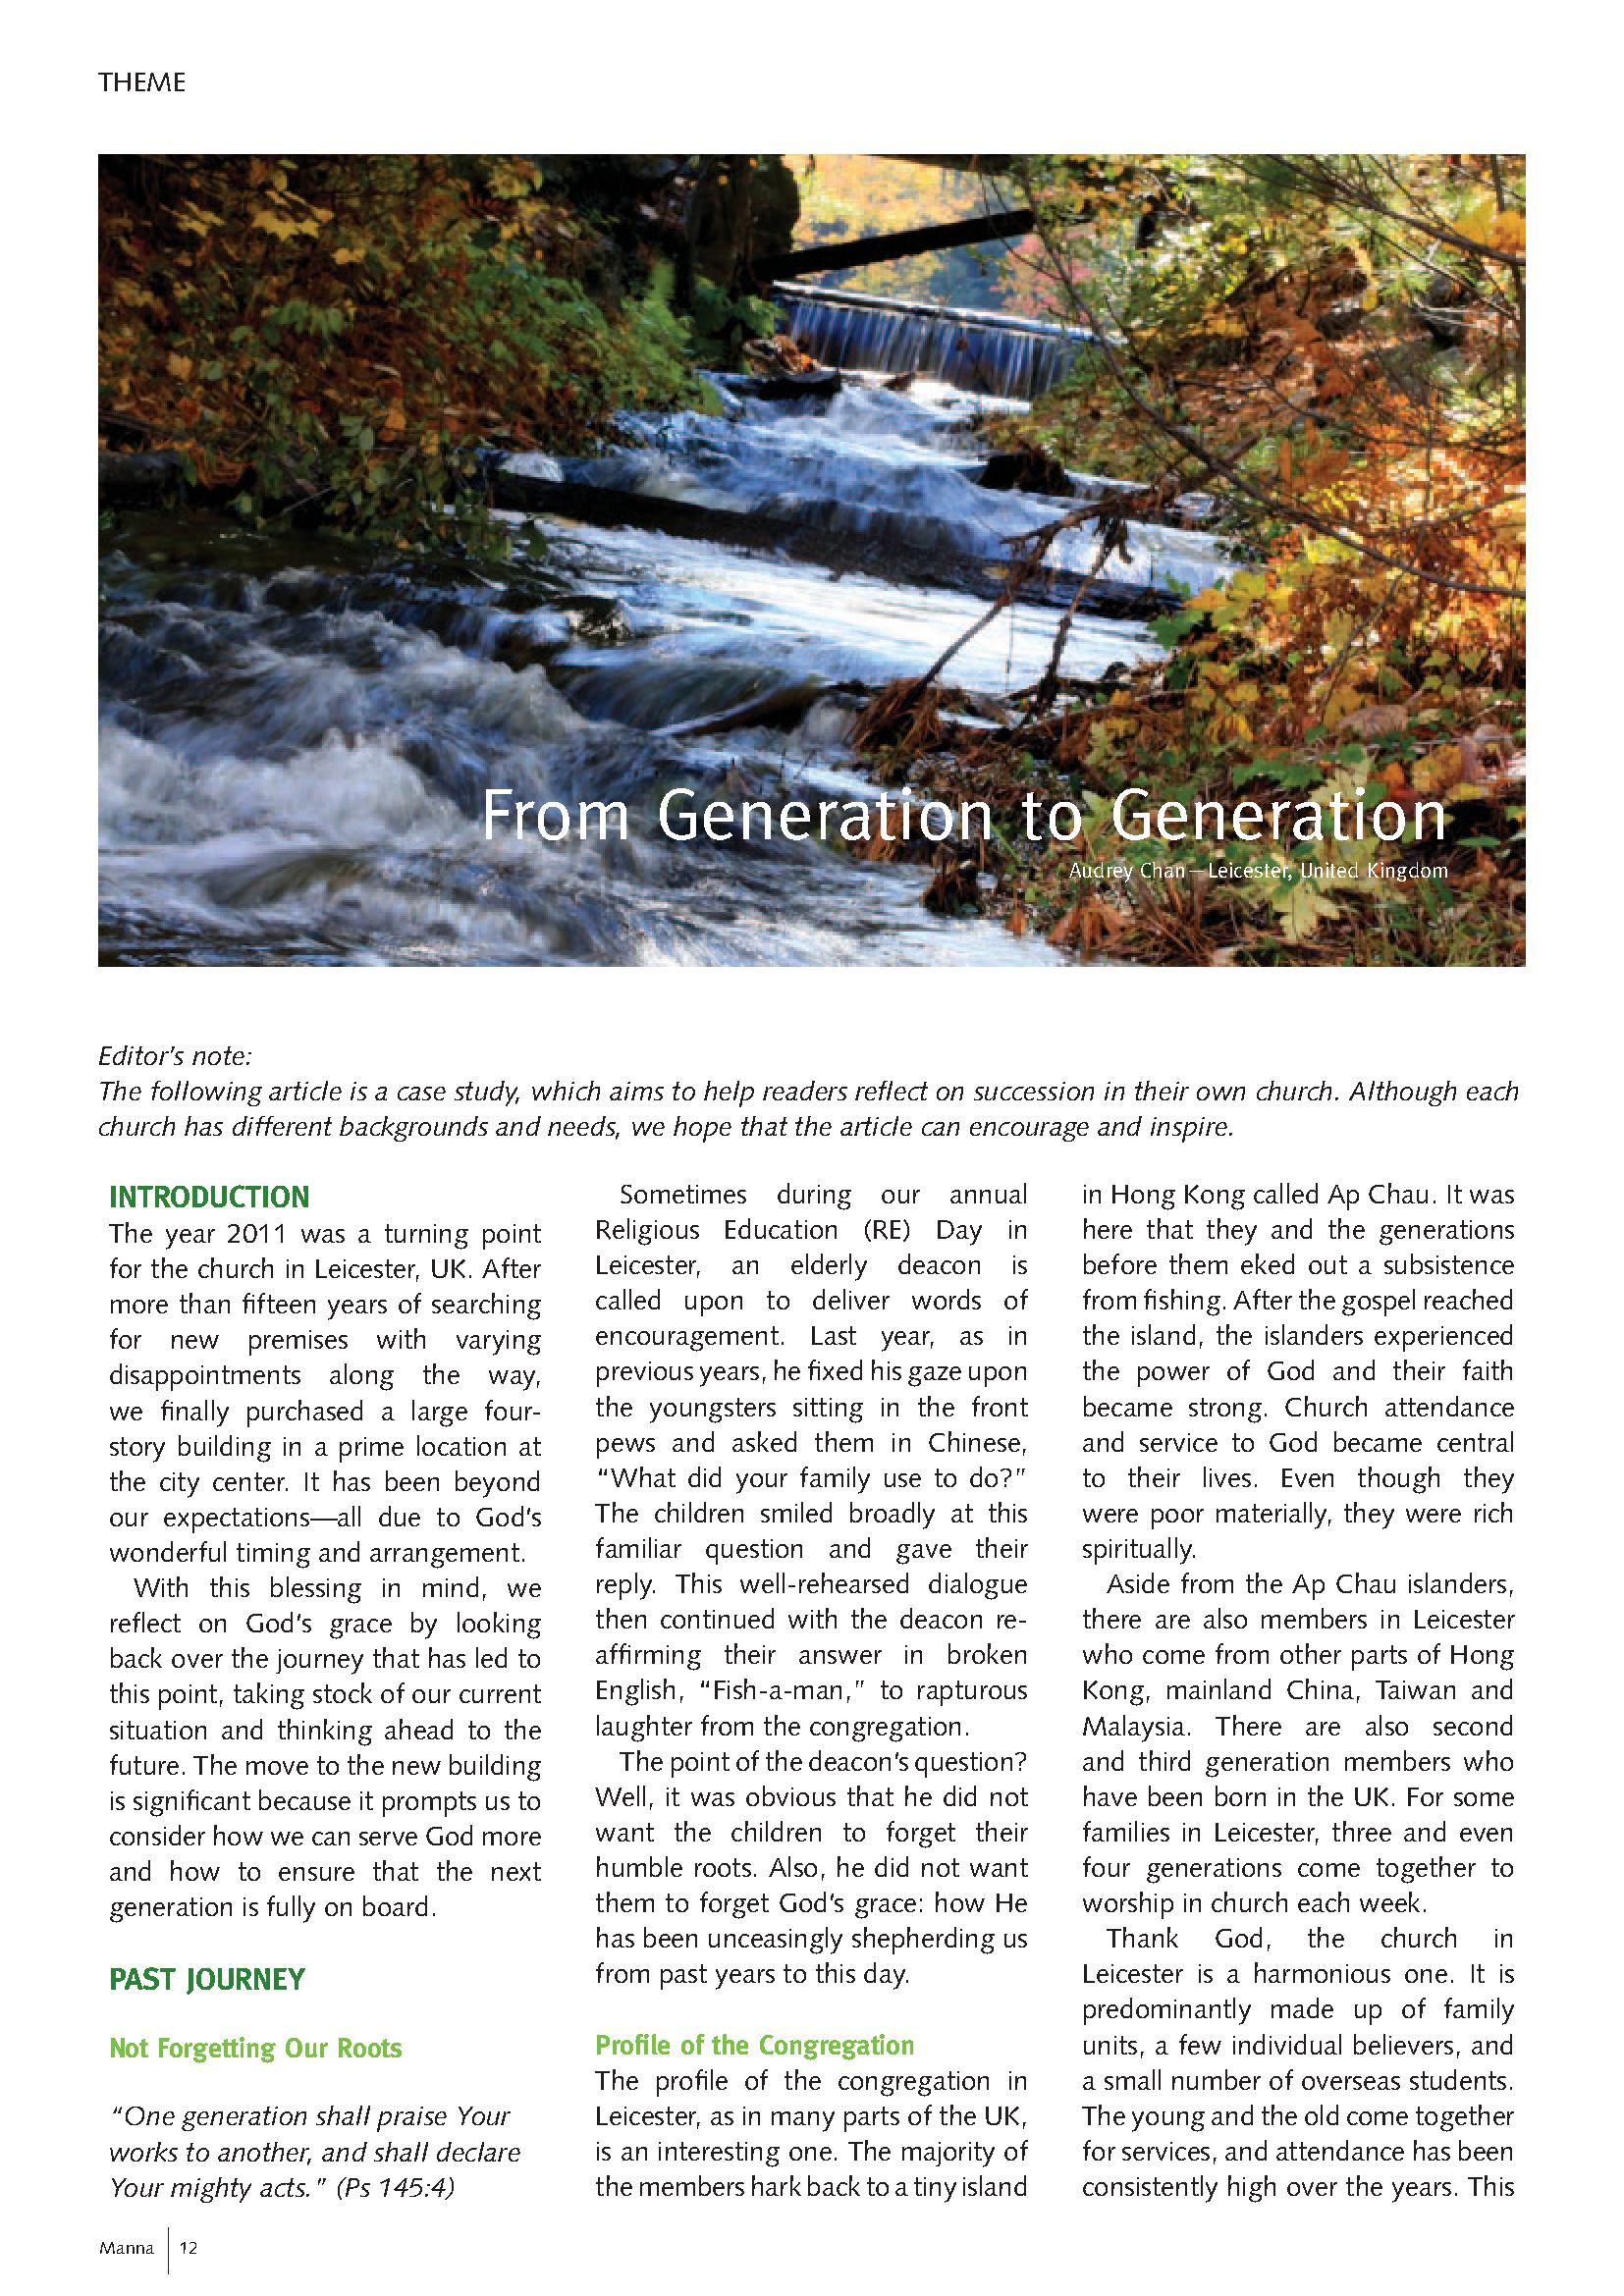 THEME
From Generation to Generation
Audrey Chan—Leicester, United Kingdom
Editor's note:
The following article is a case study, which aims to help readers reflect on succession in their own church. Although each
church has different backgrounds and needs, we hope that the article can encourage and inspire.
INTRODUCTION
The year 2011 was a turning point
for the church in Leicester, UK. After
more than fifteen years of searching
for new premises with varying
disappointments along the way,
we finally purchased a large four-
story building in a prime location at
the city center. It has been beyond
our expectations—all due to God's
wonderful timing and arrangement.
With this blessing in mind, we
reflect on God's grace by looking
back over the journey that has led to
this point, taking stock of our current
situation and thinking ahead to the
future. The move to the new building
is significant because it prompts us to
consider how we can serve God more
and how to ensure that the next
generation is fully on board.
PAST JOURNEY
Not Forgetting Our Roots
"One generation shall praise Your
works to another, and shall declare
Your mighty acts." (Ps 145:4)
Sometimes during our annual
Religious Education (RE) Day in
Leicester, an elderly deacon is
called upon to deliver words of
encouragement. Last year, as in
previous years, he fixed his gaze upon
the youngsters sitting in the front
pews and asked them in Chinese,
"What did your family use to do?"
The children smiled broadly at this
familiar question and gave their
reply. This well-rehearsed dialogue
then continued with the deacon re-
affirming their answer in broken
English, "Fish-a-man," to rapturous
laughter from the congregation.
The point of the deacon's question?
Well, it was obvious that he did not
want the children to forget their
humble roots. Also, he did not want
them to forget God's grace: how He
has been unceasingly shepherding us
from past years to this day.
Profile of the Congregation
The profile of the congregation in
Leicester, as in many parts of the UK,
is an interesting one. The majority of
the members hark back to a tiny island
in Hong Kong called Ap Chau. It was
here that they and the generations
before them eked out a subsistence
from fishing. After the gospel reached
the island, the islanders experienced
the power of God and their faith
became strong. Church attendance
and service to God became central
to their lives. Even though they
were poor materially, they were rich
spiritually.
Aside from the Ap Chau islanders,
there are also members in Leicester
who come from other parts of Hong
Kong, mainland China, Taiwan and
Malaysia. There are also second
and third generation members who
have been born in the UK. For some
families in Leicester, three and even
four generations come together to
worship in church each week.
Thank God, the church in
Leicester is a harmonious one. It is
predominantly made up of family
units, a few individual believers, and
a small number of overseas students.
The young and the old come together
for services, and attendance has been
consistently high over the years. This
Manna 12